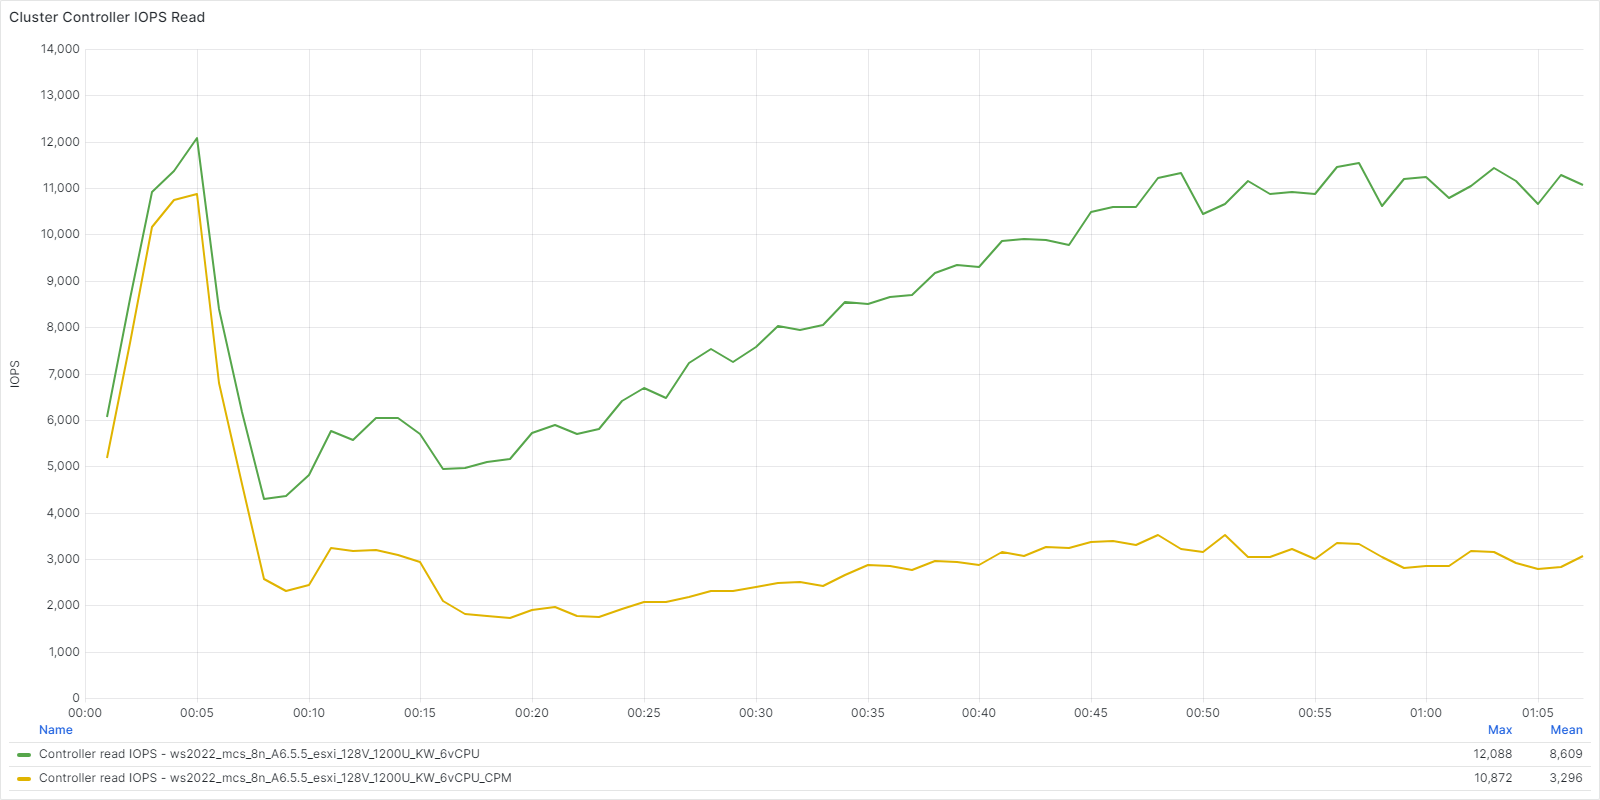 Cluster Controller IOPS Read
14,000
13,000
12,000
11,000
10,000
9,000
8,000
7,000
6,000
5,000
4,000
3,000
2,000
1,000
0
IOPS
00:00 00:05 00:10 00:15 00:20 00:25 00:30 00:35 00:40 00:45 00:50 00:55 01:00 01:05
Name Max Mean
Controller read IOPS - ws2022_mcs_8n_A6.5.5_esxi_128V_1200U_KW_6vCPU 12,088 8,609
Controller read IOPS - ws2022_mcs_8n_A6.5.5_esxi_128V_1200U_KW_6vCPU_CPM 10,872 3,296